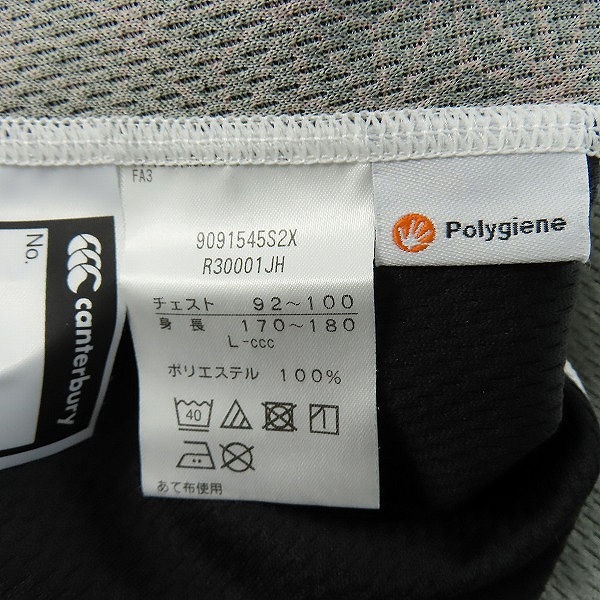 No.
canterbury
FA3
9091545S2X
R30001JH
チェスト 92～100
身長 170～180
L-ccc
ポリエステル 100%
40
あて布使用
Polygiene